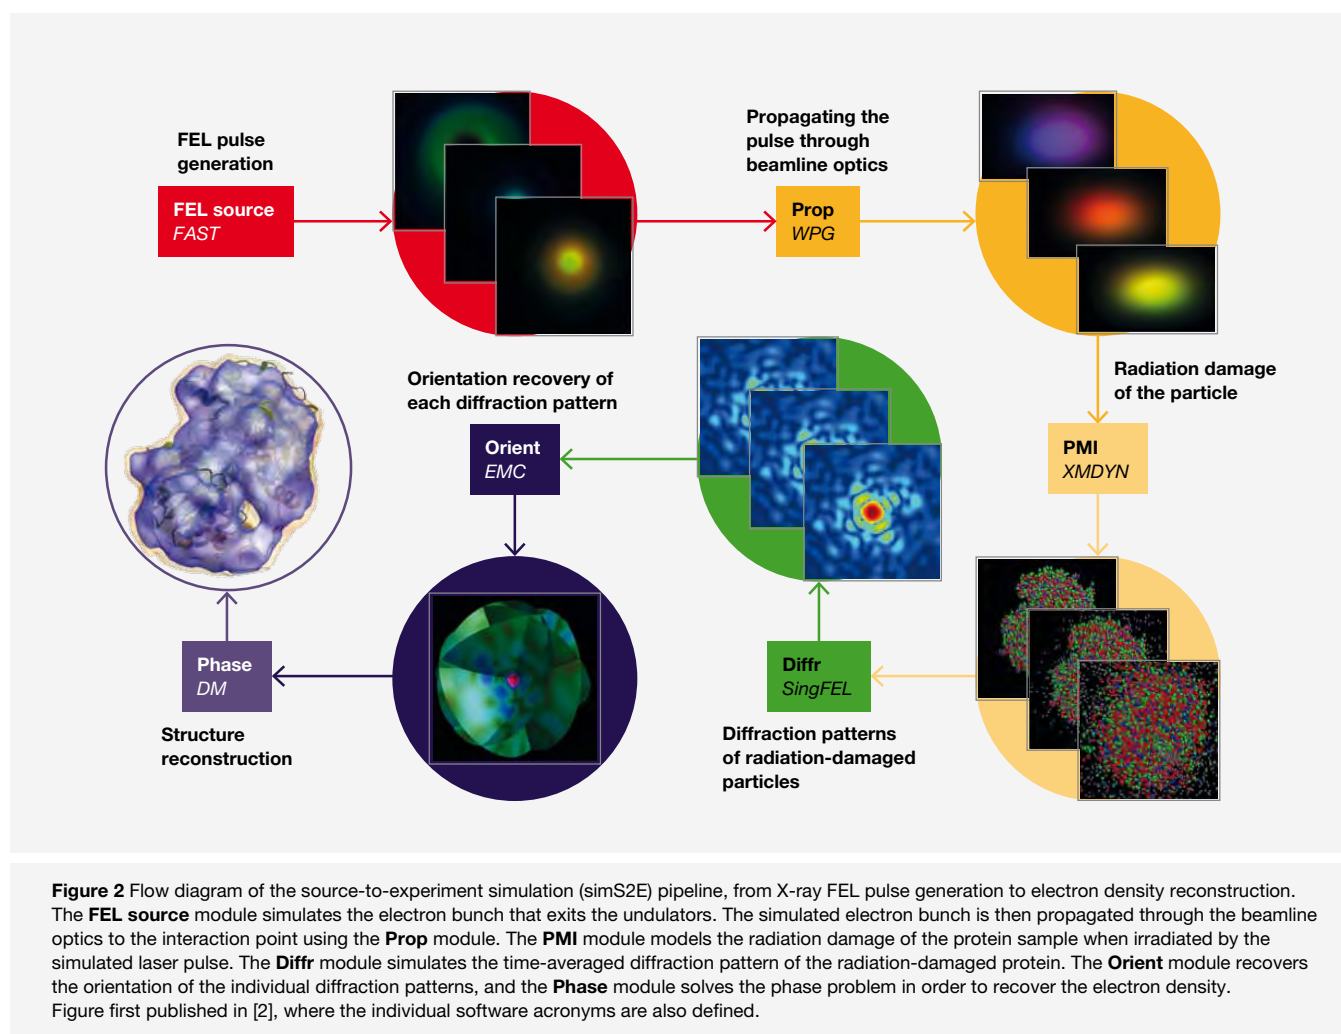 FEL pulse
generation
FEL source
FAST
Propagating the
pulse through
beamline optics
Prop
WPG
Radiation damage
of the particle
PMI
XMDYN
Diffr
SingFEL
Diffraction patterns
of radiation-damaged
particles
Orientation recovery of
each diffraction pattern
Orient
EMC
Phase
DM
Structure
reconstruction
Figure 2 Flow diagram of the source-to-experiment simulation (simS2E) pipeline, from X-ray FEL pulse generation to electron density reconstruction.
The FEL source module simulates the electron bunch that exits the undulators. The simulated electron bunch is then propagated through the beamline
optics to the interaction point using the Prop module. The PMI module models the radiation damage of the protein sample when irradiated by the
simulated laser pulse. The Diffr module simulates the time-averaged diffraction pattern of the radiation-damaged protein. The Orient module recovers
the orientation of the individual diffraction patterns, and the Phase module solves the phase problem in order to recover the electron density.
Figure first published in [2], where the individual software acronyms are also defined.